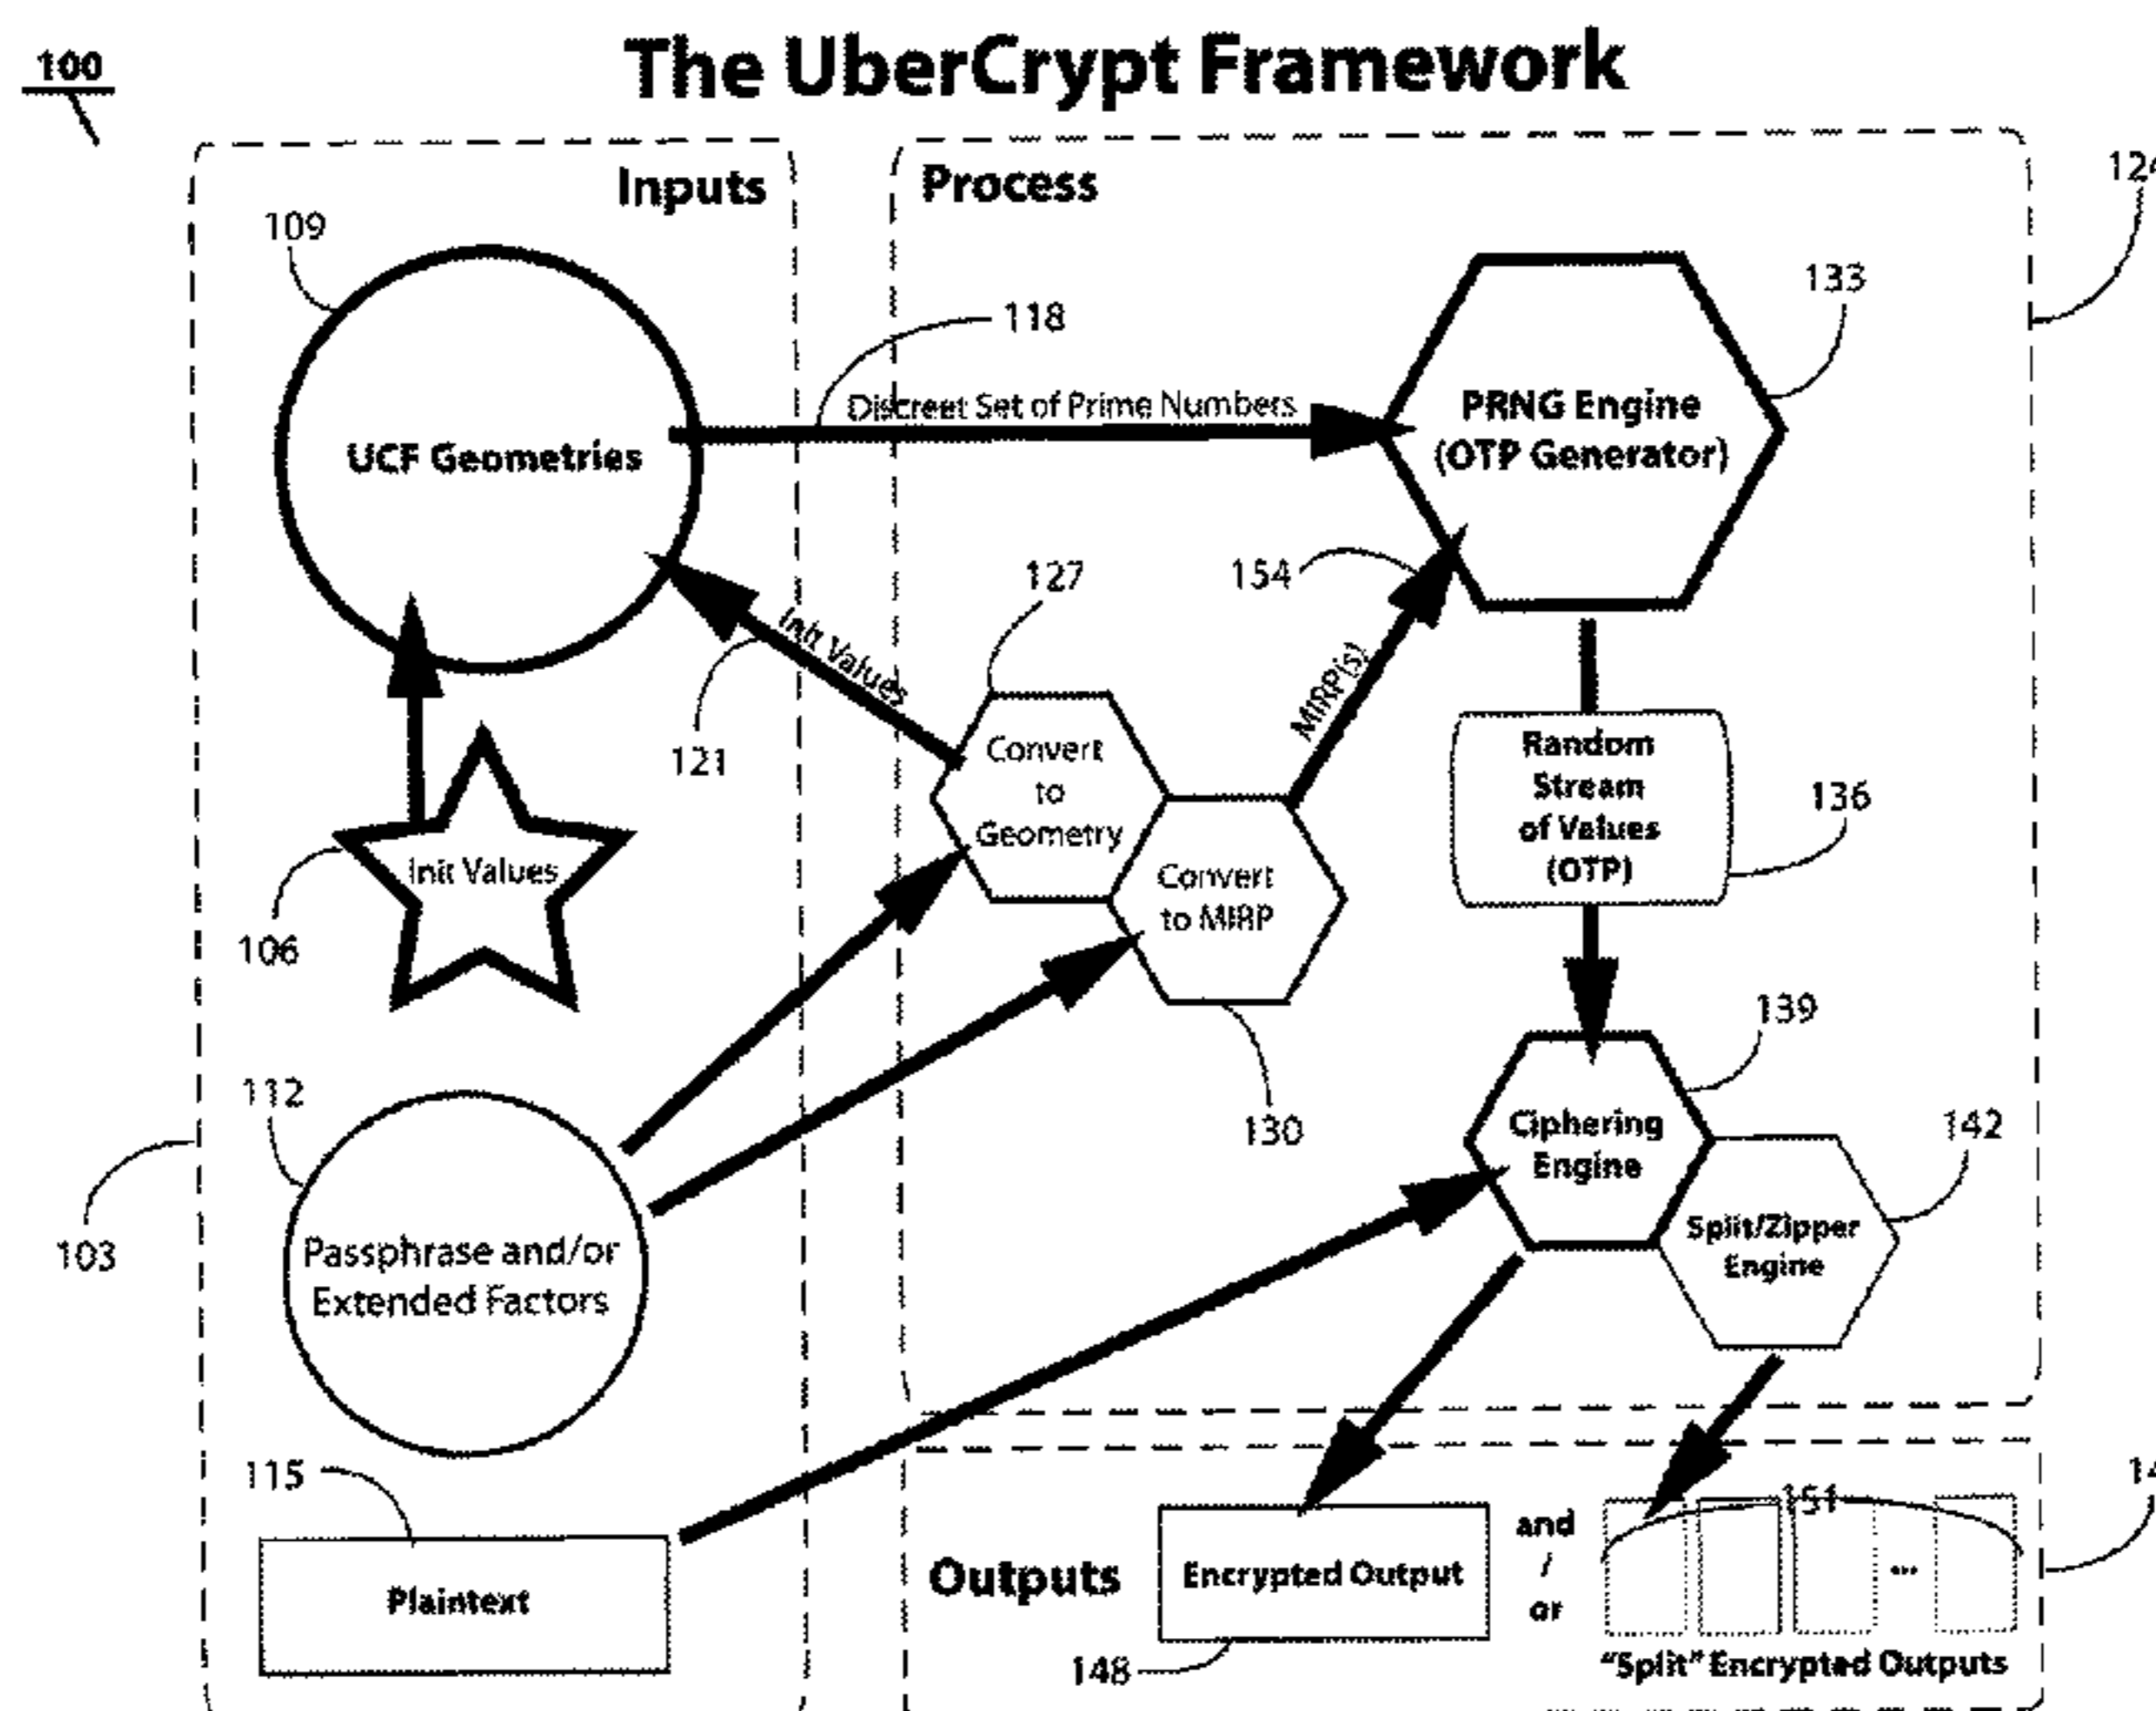 The UberCrypt Framework
100
Inputs
Process
109
118
133
Discreet Set of Prime Numbers
UCF Geometries
PRNG Engine
(OTP Generator)
127
154
Init Values
121
MIRP(s)
Convert
to
Geometry
Random
Stream
of Values
(OTP)
136
Init Values
106
Convert
to MIRP
139
112
130
Ciphering
Engine
142
103
Passphrase and/or
Extended Factors
Split/Zipper
Engine
115
151
Plaintext
Outputs
Encrypted Output
and
/
or
...
148
"Split" Encrypted Outputs